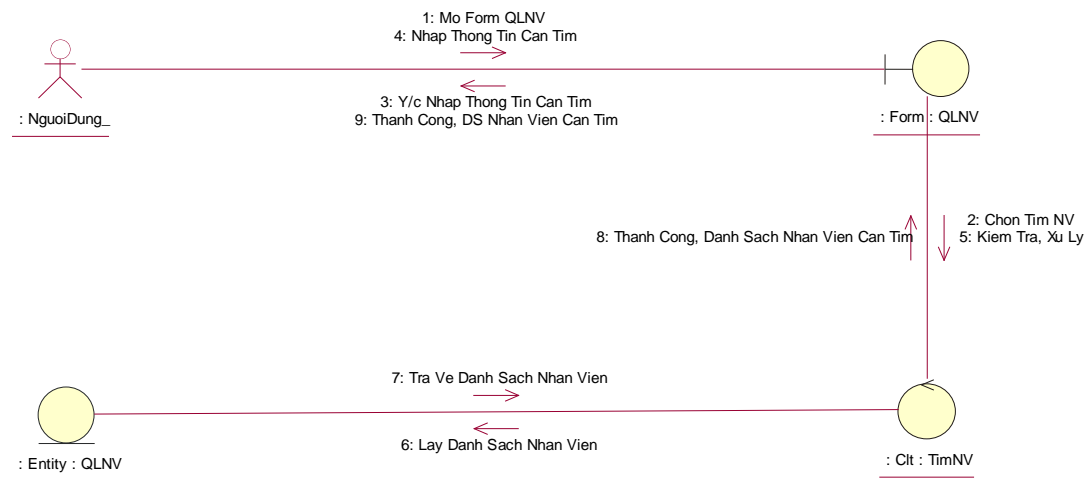 1: Mo Form QLNV
4: Nhap Thong Tin Can Tim
3: Y/c Nhap Thong Tin Can Tim
9: Thanh Cong, DS Nhan Vien Can Tim
: NguoiDung_
: Form : QLNV
8: Thanh Cong, Danh Sach Nhan Vien Can Tim
2: Chon Tim NV
5: Kiem Tra, Xu Ly
7: Tra Ve Danh Sach Nhan Vien
6: Lay Danh Sach Nhan Vien
: Entity : QLNV
: Clt : TimNV